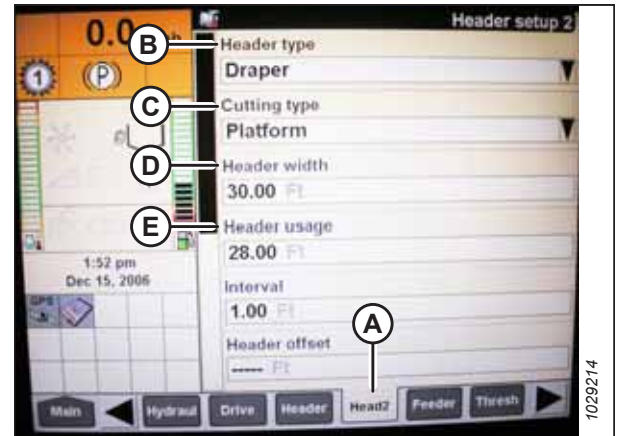 0.0
Header setup 2
B
Header type
Draper
1
(P)
C
Cutting type
Platform
D
Header width
30.00 Ft
E
Header usage
28.00 Ft
1:52 pm
Dec 15, 2006
Interval
1.00 Ft
GPS
A
Header offset
----- Ft
Main
Hydraul
Drive
Header
Head2
Feeder
Thresh
1029214